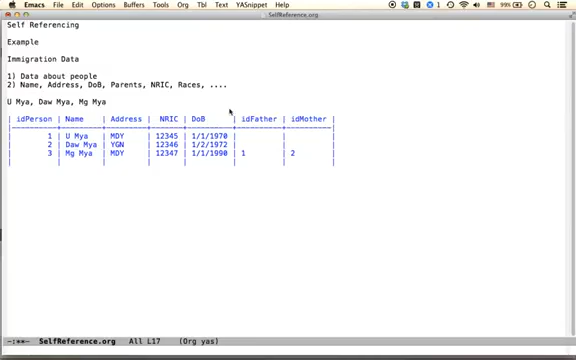 Emacs File Edit Options Buffers Tools Org Tbl Text YASnippet Help
1
99%
SelfReference.org
Self Referencing
Example
Immigration Data
1) Data about people
2) Name, Address, DoB, Parents, NRIC, Races, ....
U Mya, Daw Mya, Mg Mya
| idPerson | Name | Address | NRIC | DoB | idFather | idMother |
| 1 | U Mya | MDY | 12345 | 1/1/1970 | | |
| 2 | Daw Mya | YGN | 12346 | 1/2/1972 | | |
| 3 | Mg Mya | MDY | 12347 | 1/1/1990 | 1 | 2 |
-:**- SelfReference.org All L17 (Org yas)